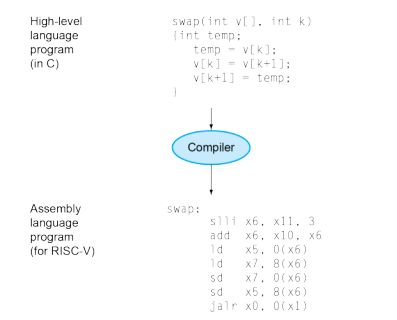 High-level
language
program
(in C)
swap(int v[], int k)
{int temp;
temp = v[k];
v[k] = v[k+1];
v[k+1] = temp;
}
Compiler
Assembly
language
program
(for RISC-V)
swap:
slli x6, x11, 3
add x6, x10, x6
ld x5, 0(x6)
ld x7, 8(x6)
sd x7, 0(x6)
sd x5, 8(x6)
jalr x0, 0(x1)